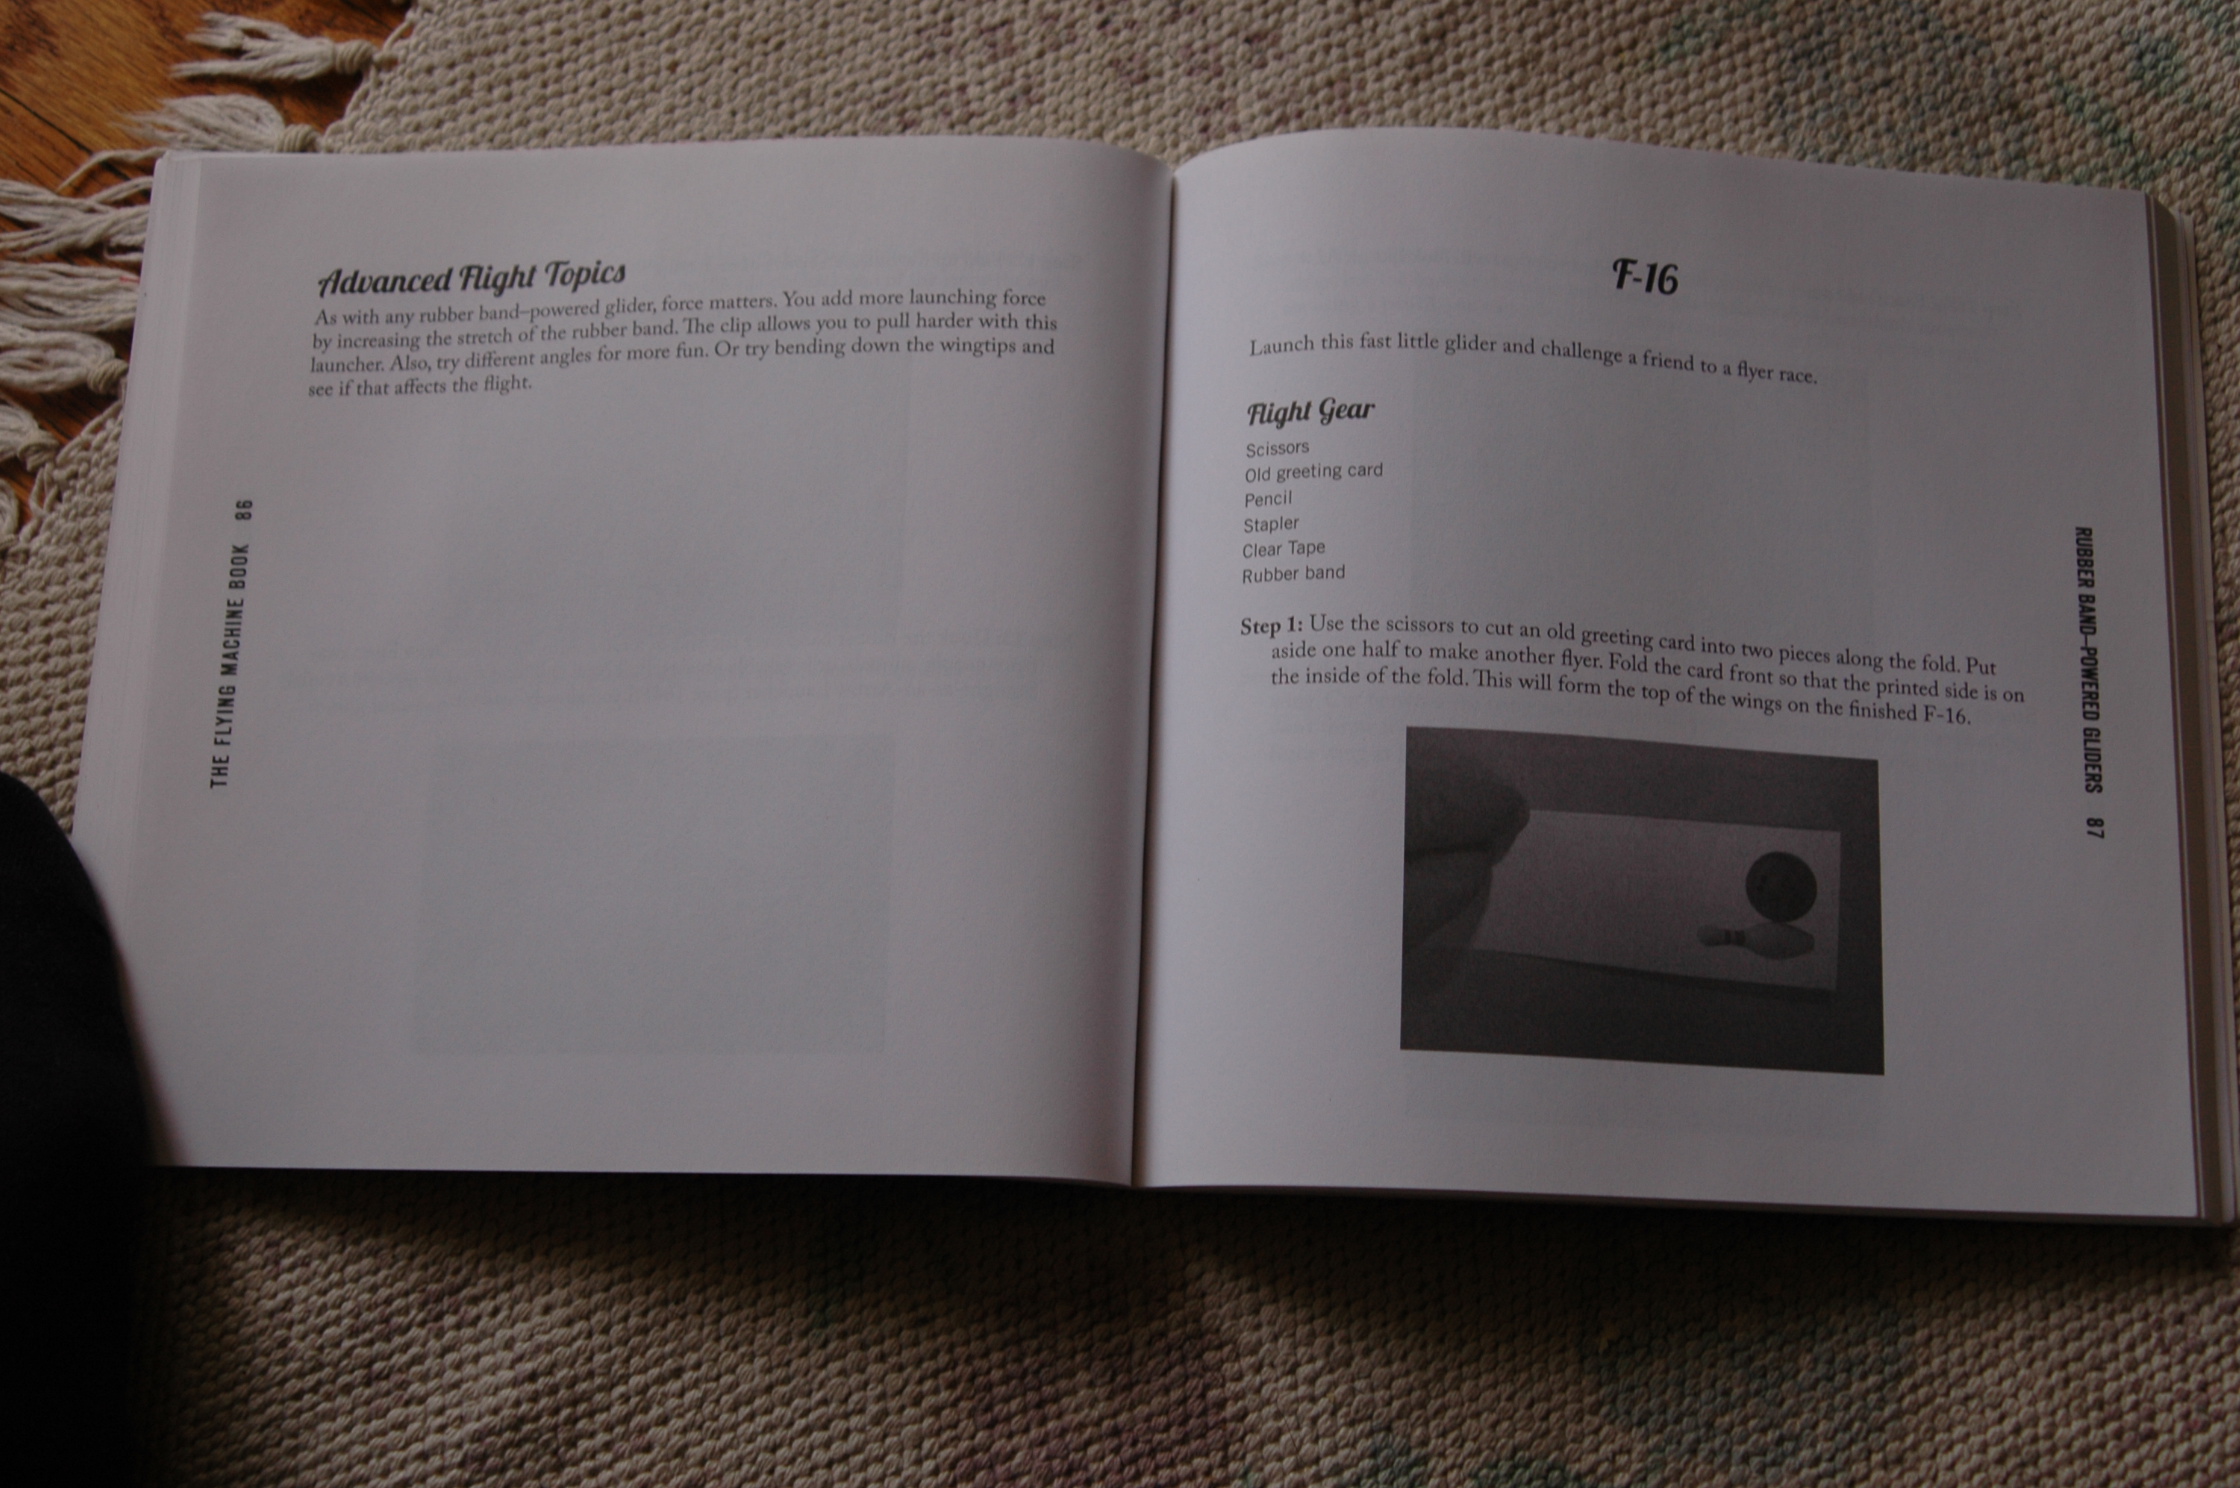 Advanced Flight Topics
As with any rubber band–powered glider, force matters. You add more launching force
by increasing the stretch of the rubber band. The clip allows you to pull harder with this
launcher. Also, try different angles for more fun. Or try bending down the wingtips and
see if that affects the flight.
THE FLYING MACHINE BOOK 86
F-16
Launch this fast little glider and challenge a friend to a flyer race.
Flight Gear
Scissors
Old greeting card
Pencil
Stapler
Clear Tape
Rubber band
Step 1: Use the scissors to cut an old greeting card into two pieces along the fold. Put
aside one half to make another flyer. Fold the card front so that the printed side is on
the inside of the fold. This will form the top of the wings on the finished F-16.
RUBBER BAND–POWERED GLIDERS 87